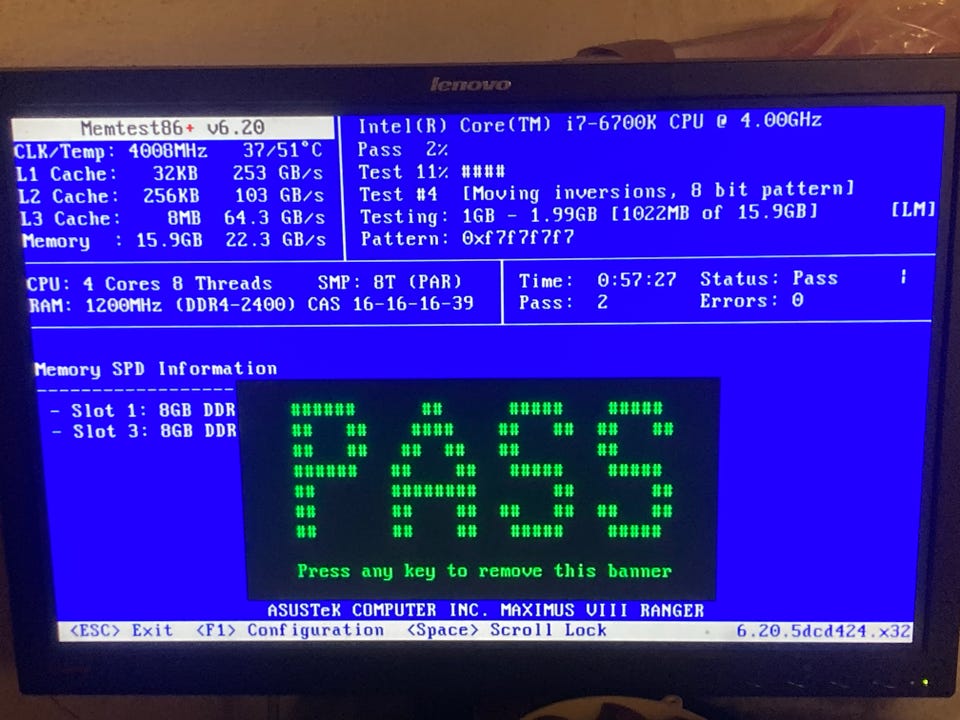 lenovo
Memtest86+ v6.20
Intel(R) Core(TM) i7-6700K CPU @ 4.00GHz
CLK/Temp: 4008MHz 37/51°C
Pass 2%
L1 Cache: 32KB 253 GB/s
Test 11% ####
L2 Cache: 256KB 103 GB/s
Test #4 [Moving inversions, 8 bit pattern]
L3 Cache: 8MB 64.3 GB/s
Testing: 1GB - 1.99GB [1022MB of 15.9GB] [LM]
Memory : 15.9GB 22.3 GB/s
Pattern: 0xf7f7f7f7
CPU: 4 Cores 8 Threads SMP: 8T (PAR)
Time: 0:57:27 Status: Pass
RAM: 1200MHz (DDR4-2400) CAS 16-16-16-39
Pass: 2 Errors: 0
Memory SPD Information
- Slot 1: 8GB DDR
- Slot 3: 8GB DDR
PASS
Press any key to remove this banner
ASUSTeK COMPUTER INC. MAXIMUS VIII RANGER
<ESC> Exit <F1> Configuration <Space> Scroll Lock 6.20.5dcd424.x32